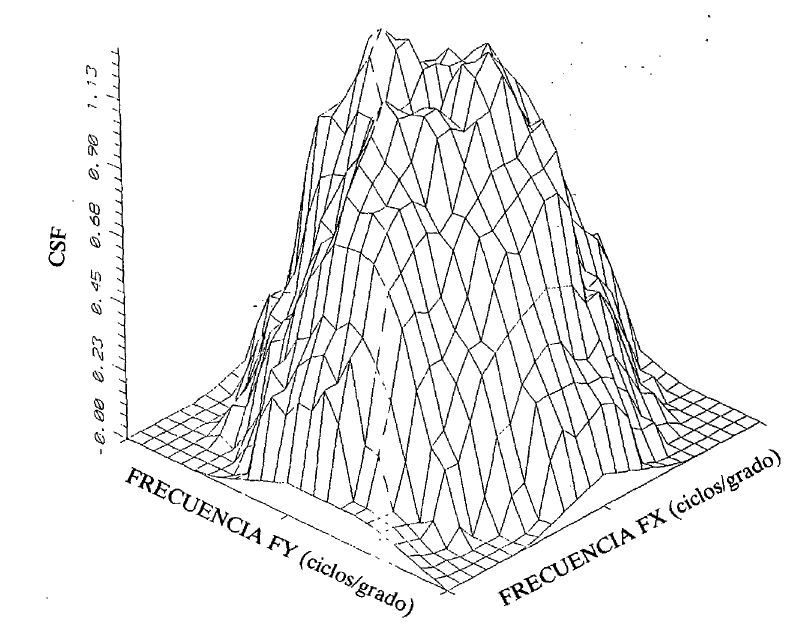 CSF
1.13
0.90
0.68
0.45
0.23
-0.00
FRECUENCIA FY (ciclos/grado)
FRECUENCIA FX (ciclos/grado)